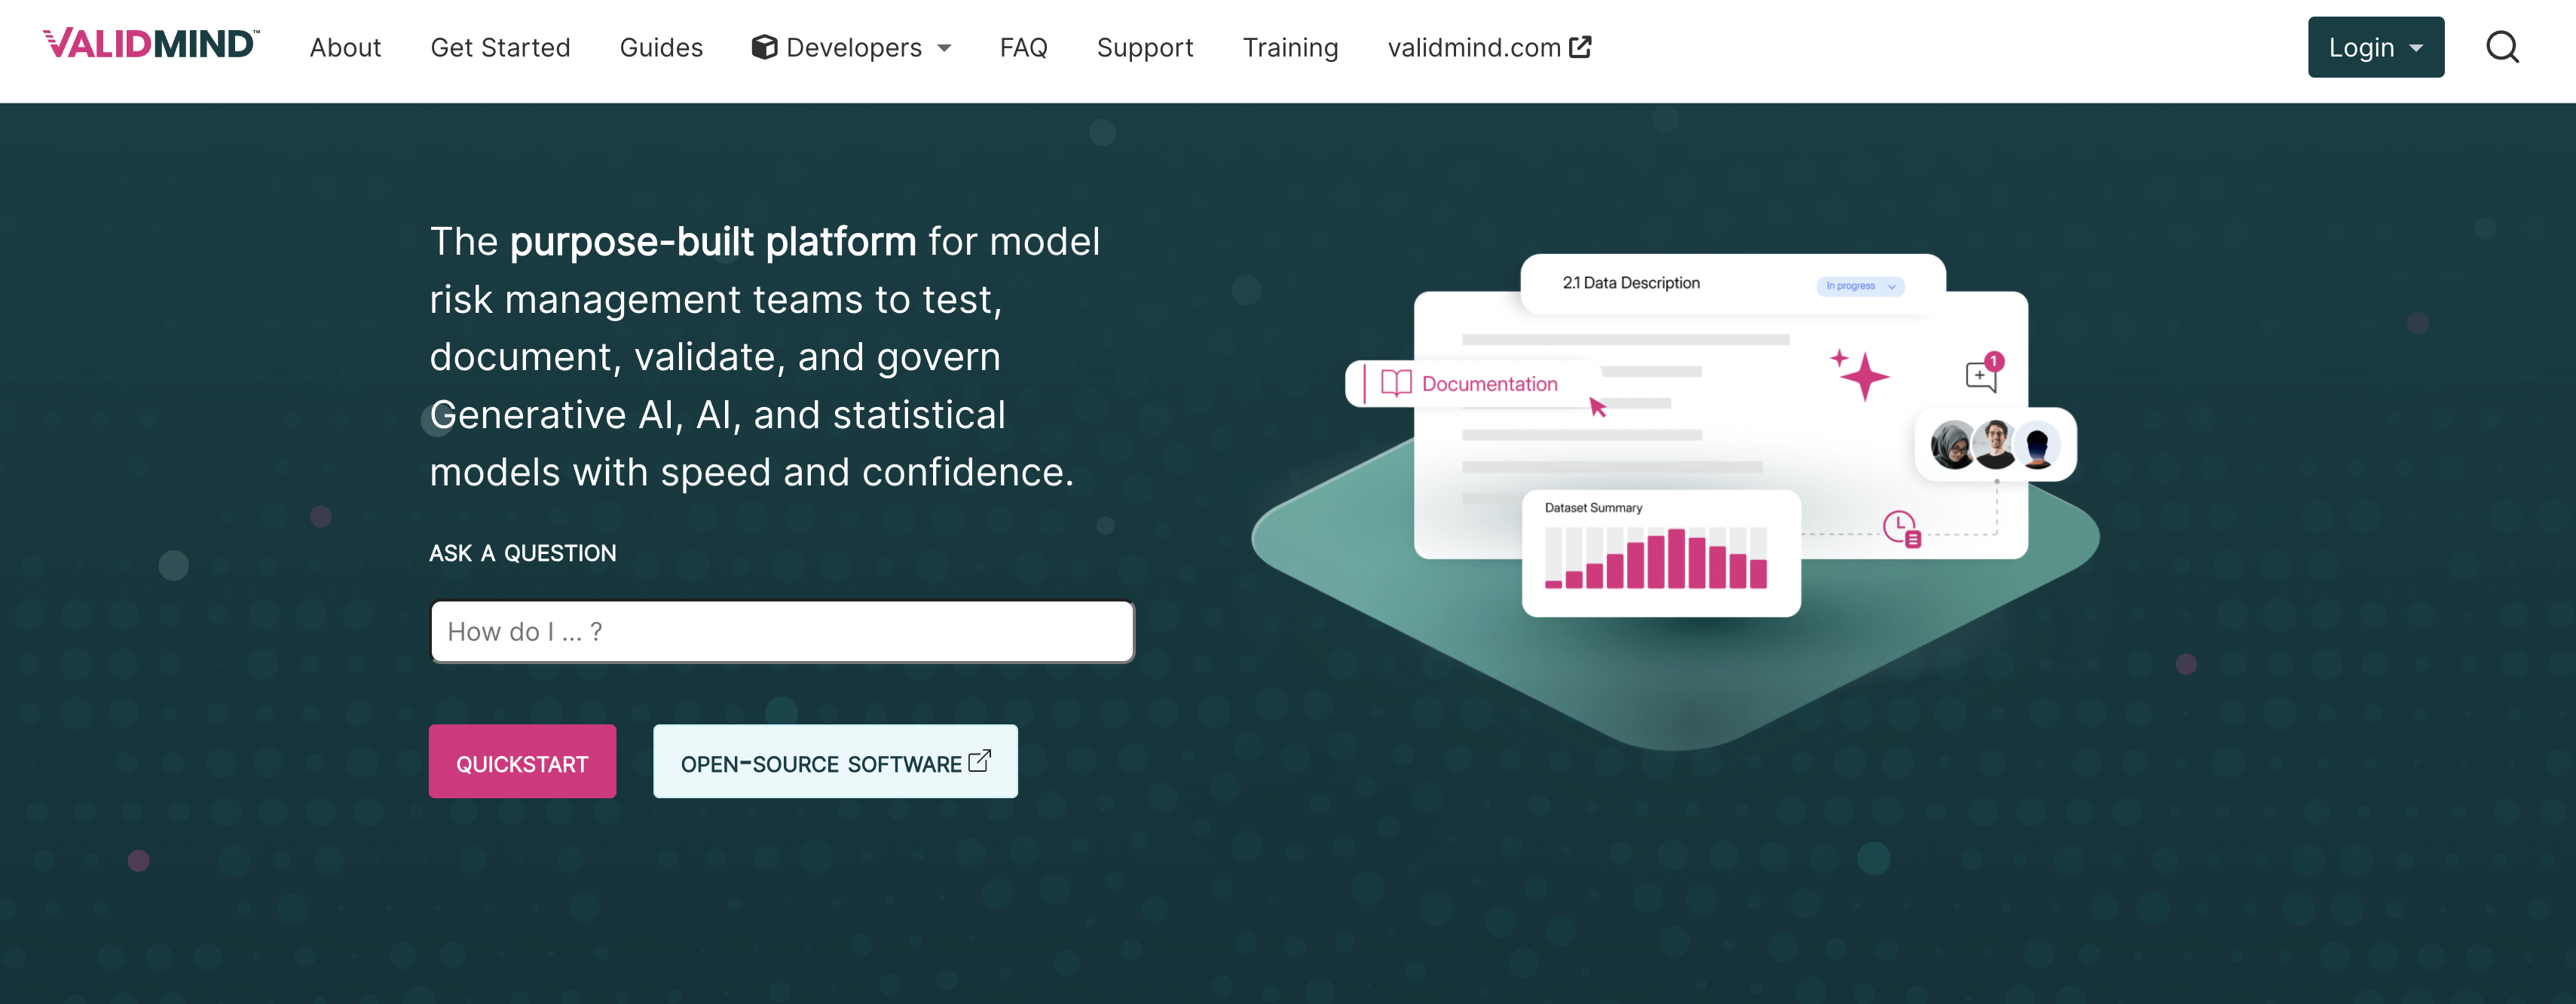 VALIDMIND™
About
Get Started
Guides
Developers
FAQ
Support
Training
validmind.com
Login
The purpose-built platform for model
risk management teams to test,
document, validate, and govern
Generative AI, AI, and statistical
models with speed and confidence.
ASK A QUESTION
How do I ... ?
QUICKSTART
OPEN-SOURCE SOFTWARE
2.1 Data Description
In progress
1
Documentation
Dataset Summary